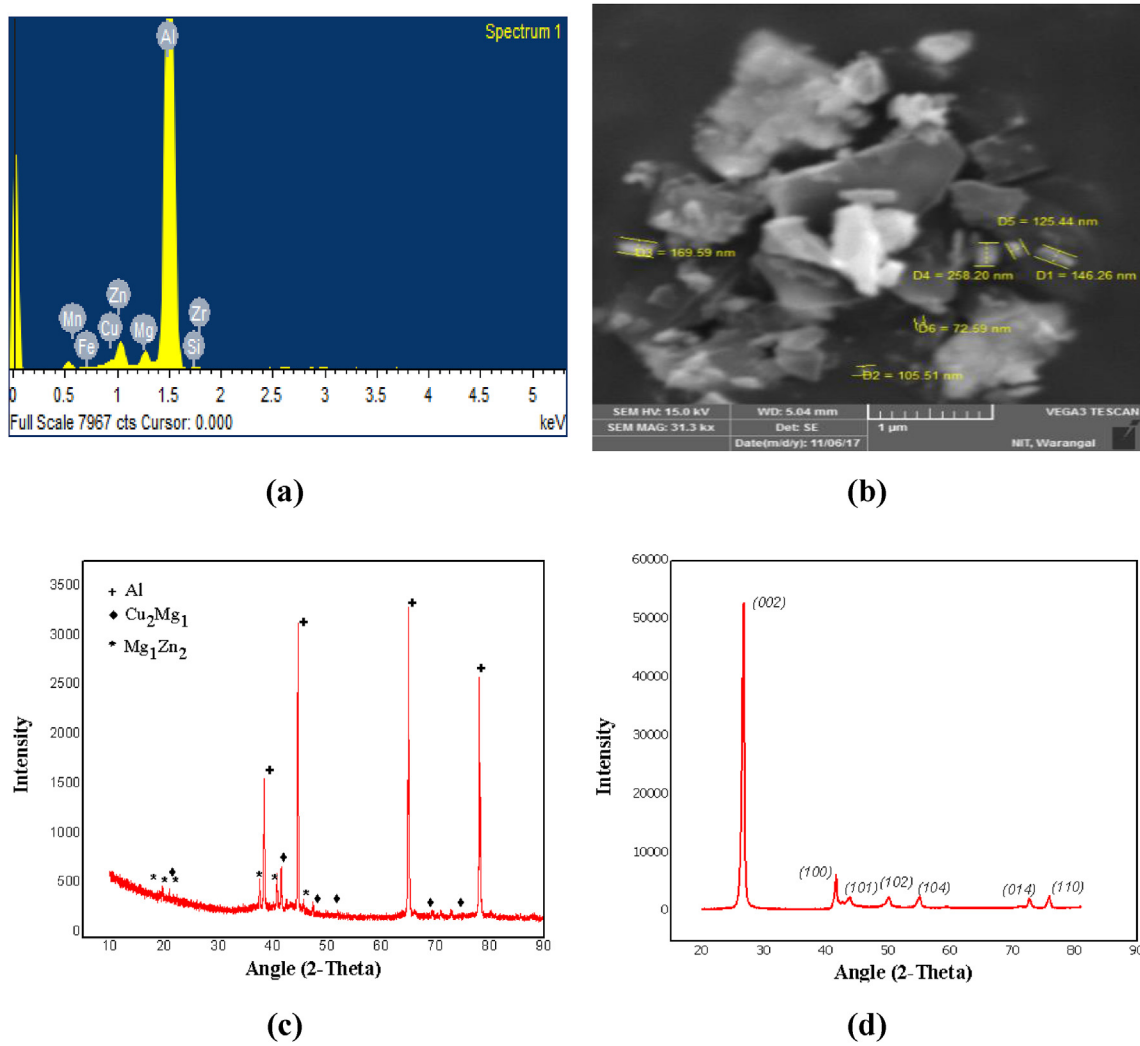 Spectrum 1
Al
Mn
Fe
Cu
Zn
Mg
Zr
Si
0 0.5 1 1.5 2 2.5 3 3.5 4 4.5 5
Full Scale 7967 cts Cursor: 0.000 keV
(a)
D5 = 125.44 nm
D3 = 169.59 nm
D4 = 258.20 nm
D1 = 146.26 nm
D6 = 72.59 nm
D2 = 105.51 nm
SEM HV: 15.0 kV WD: 5.04 mm VEGA3 TESCAN
SEM MAG: 31.3 kx Det: SE 1 µm
Date(m/d/y): 11/06/17 NIT, Warangal
(b)
3500
3000
2500
2000
1500
1000
500
0
+ Al
♦ Cu2Mg1
* Mg1Zn2
10 20 30 40 50 60 70 80 90
Intensity
Angle (2-Theta)
(c)
60000
50000
40000
30000
20000
10000
0
(002)
(100)
(101)
(102)
(104)
(014)
(110)
20 30 40 50 60 70 80 90
Intensity
Angle (2-Theta)
(d)